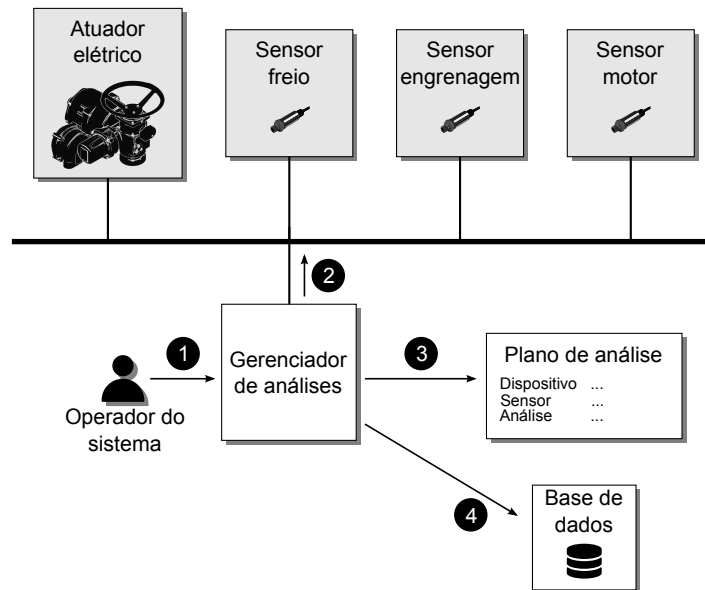 Atuador
elétrico
Sensor
freio
Sensor
engrenagem
Sensor
motor
2
1
3
Gerenciador
de análises
Operador do
sistema
Plano de análise
Dispositivo ...
Sensor ...
Análise ...
4
Base de
dados